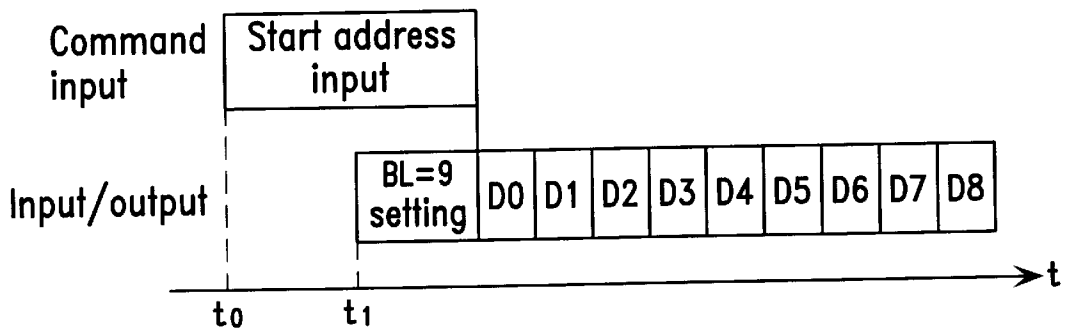 Command
input
Start address
input
Input/output
BL=9
setting
D0 D1 D2 D3 D4 D5 D6 D7 D8
t
t0
t1